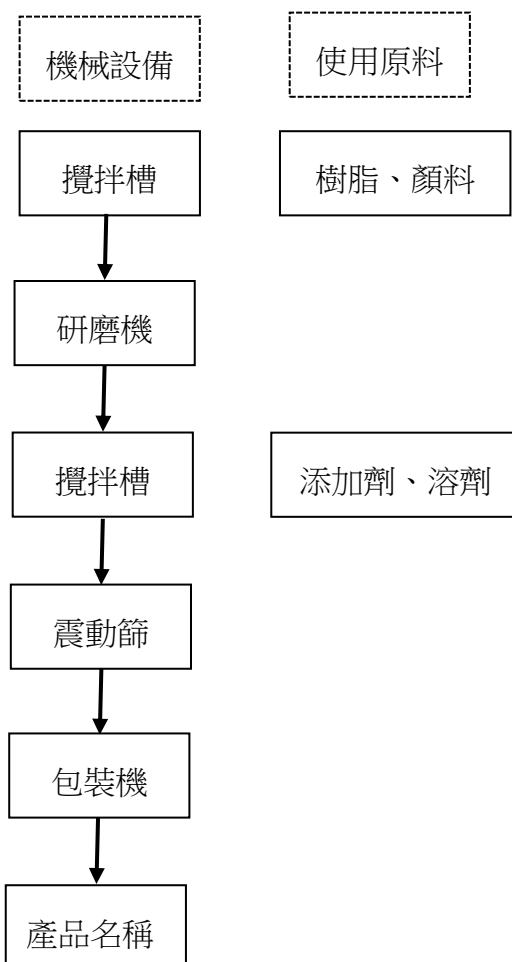 機械設備
使用原料
攪拌槽
樹脂、顏料
研磨機
攪拌槽
添加劑、溶劑
震動篩
包裝機
產品名稱